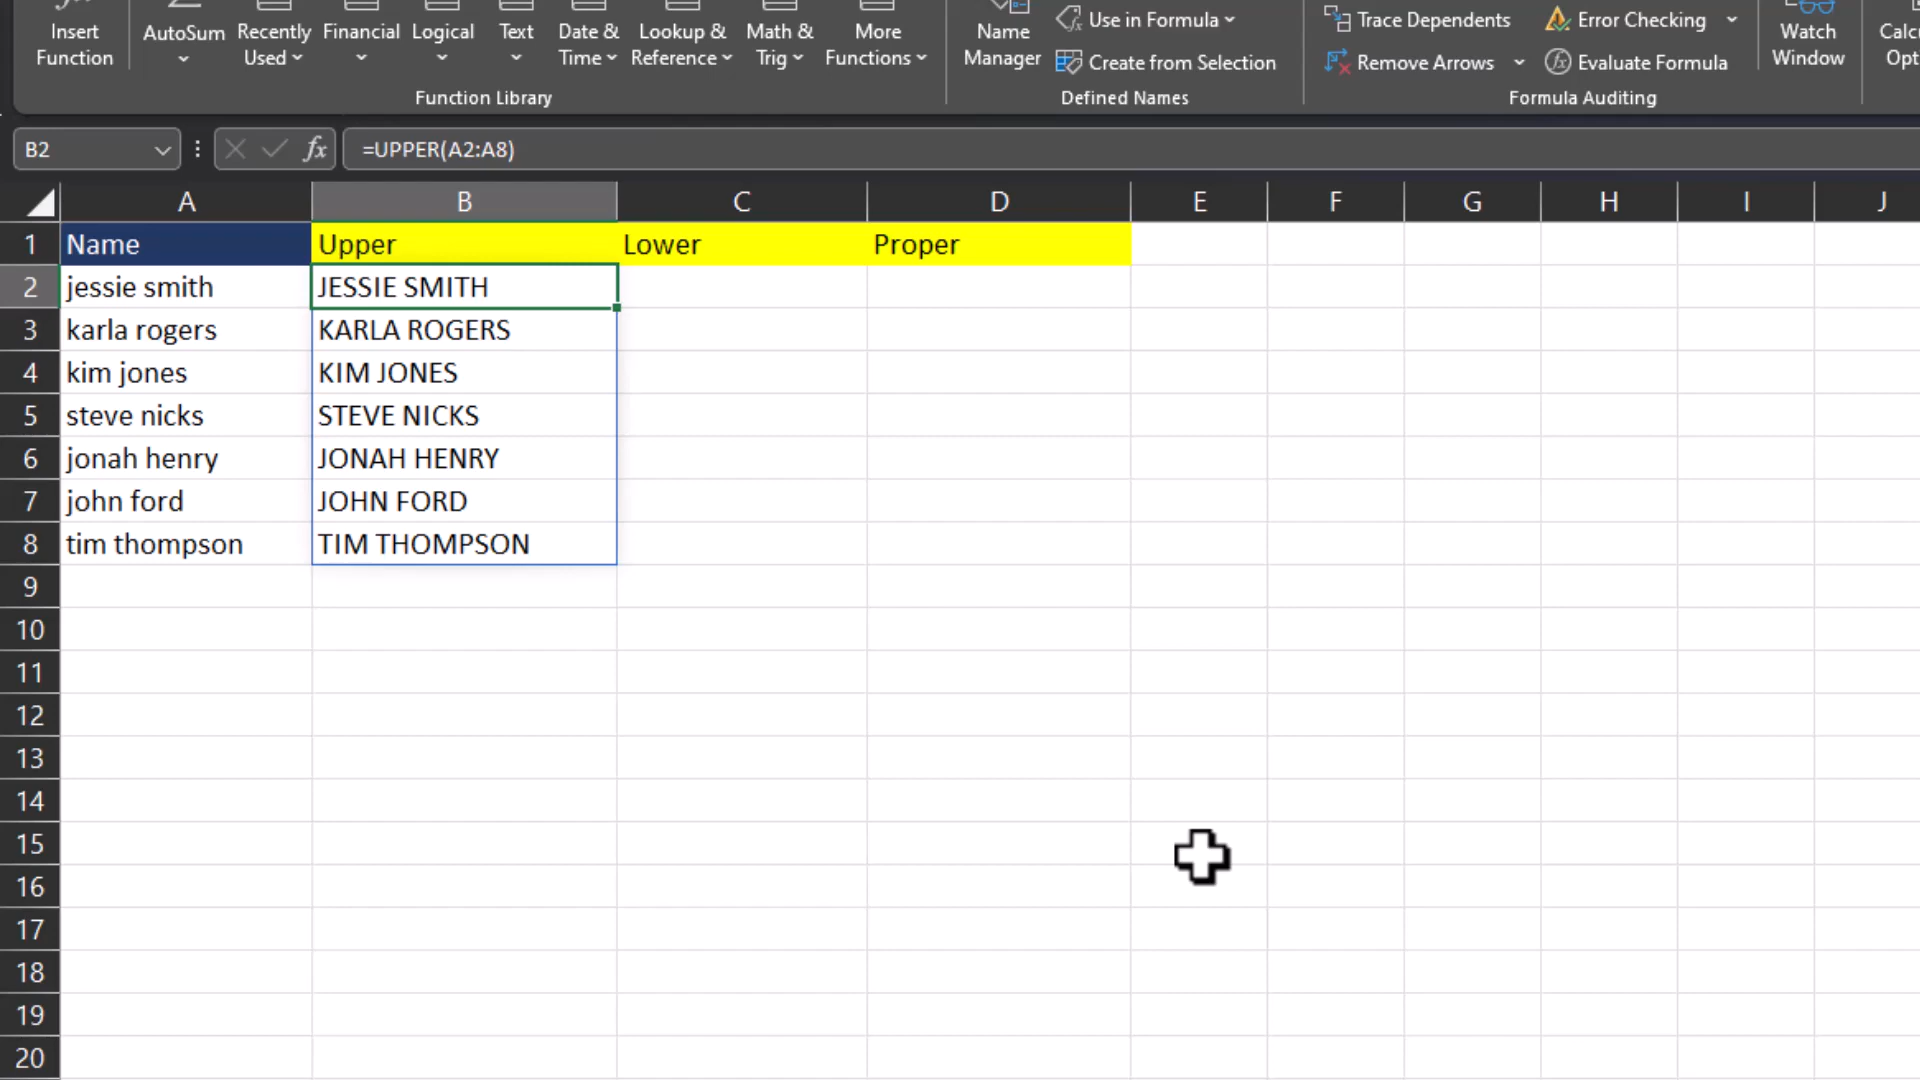 Insert Function
AutoSum
Recently Used
Financial
Logical
Text
Date & Time
Lookup & Reference
Math & Trig
More Functions
Name Manager
Use in Formula
Create from Selection
Trace Dependents
Remove Arrows
Error Checking
Evaluate Formula
Watch Window
Function Library
Defined Names
Formula Auditing
B2 fx =UPPER(A2:A8)
A B C D E F G H I J
1 Name Upper Lower Proper
2 jessie smith JESSIE SMITH
3 karla rogers KARLA ROGERS
4 kim jones KIM JONES
5 steve nicks STEVE NICKS
6 jonah henry JONAH HENRY
7 john ford JOHN FORD
8 tim thompson TIM THOMPSON
9
10
11
12
13
14
15
16
17
18
19
20